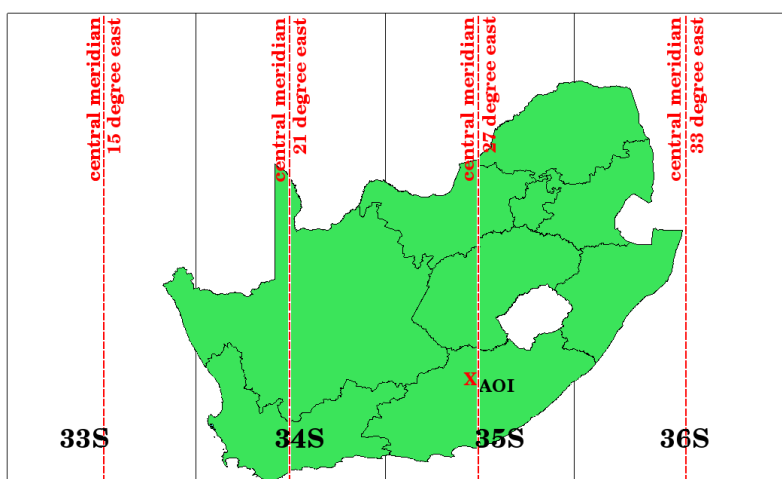 central meridian
15 degree east
central meridian
21 degree east
central meridian
27 degree east
central meridian
33 degree east
X
AOI
33S
34S
35S
36S